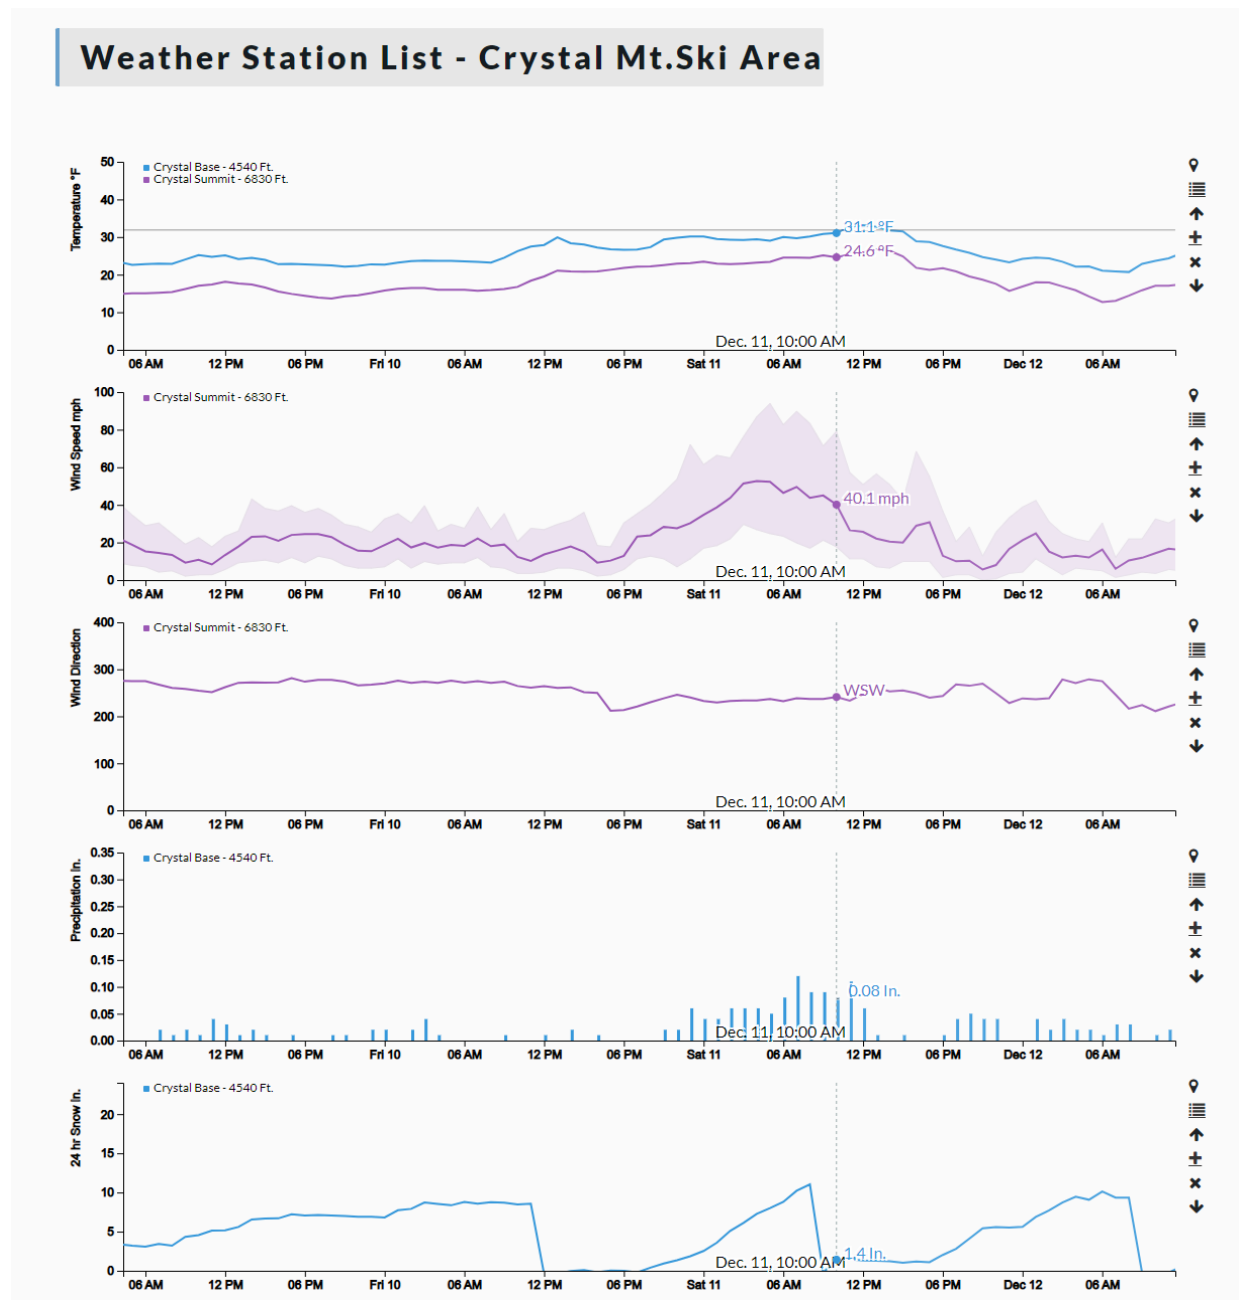 Weather Station List - Crystal Mt.Ski Area
Temperature °F
50
40
30
20
10
0
Crystal Base - 4540 Ft.
Crystal Summit - 6830 Ft.
31.1 °F
24.6 °F
Dec. 11, 10:00 AM
06 AM 12 PM 06 PM Fri 10 06 AM 12 PM 06 PM Sat 11 06 AM 12 PM 06 PM Dec 12 06 AM
Wind Speed mph
100
80
60
40
20
0
Crystal Summit - 6830 Ft.
40.1 mph
Dec. 11, 10:00 AM
06 AM 12 PM 06 PM Fri 10 06 AM 12 PM 06 PM Sat 11 06 AM 12 PM 06 PM Dec 12 06 AM
Wind Direction
400
300
200
100
0
Crystal Summit - 6830 Ft.
WSW
Dec. 11, 10:00 AM
06 AM 12 PM 06 PM Fri 10 06 AM 12 PM 06 PM Sat 11 06 AM 12 PM 06 PM Dec 12 06 AM
Precipitation in.
0.35
0.30
0.25
0.20
0.15
0.10
0.05
0.00
Crystal Base - 4540 Ft.
0.08 In.
Dec. 11, 10:00 AM
06 AM 12 PM 06 PM Fri 10 06 AM 12 PM 06 PM Sat 11 06 AM 12 PM 06 PM Dec 12 06 AM
24 hr Snow in.
20
15
10
5
0
Crystal Base - 4540 Ft.
1.4 In.
Dec. 11, 10:00 AM
06 AM 12 PM 06 PM Fri 10 06 AM 12 PM 06 PM Sat 11 06 AM 12 PM 06 PM Dec 12 06 AM